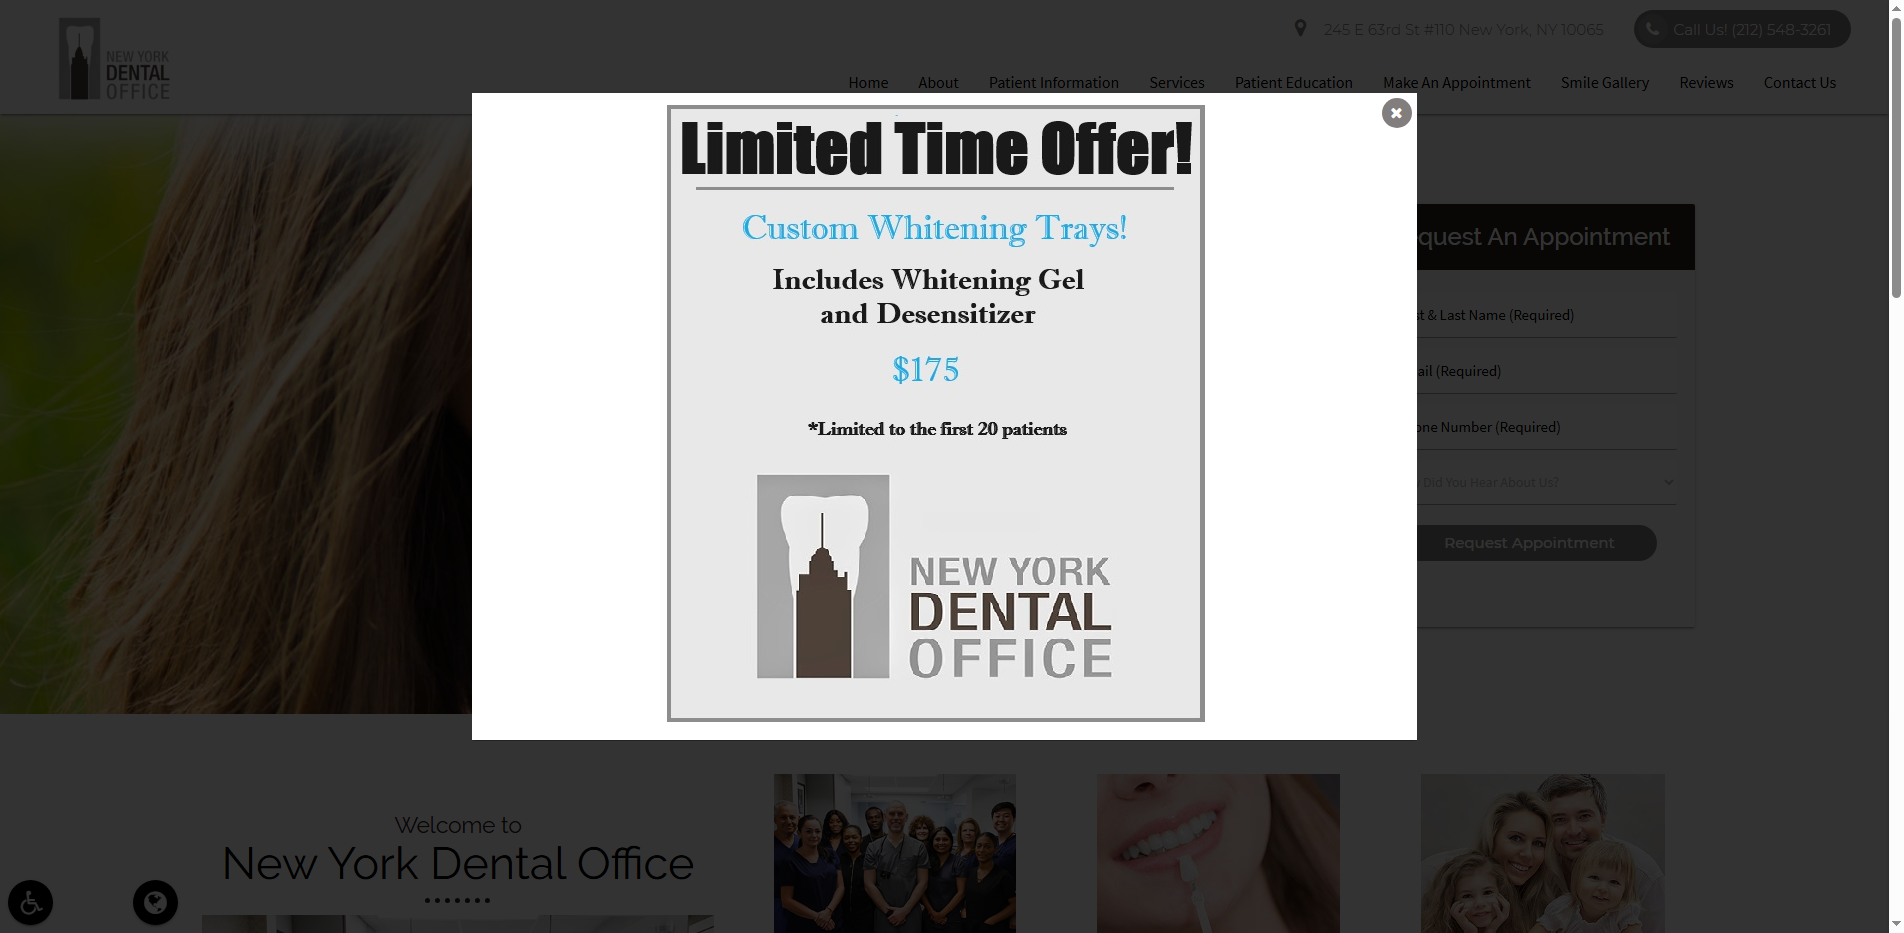 NEW YORK
DENTAL
OFFICE
245 E 63rd St #110 New York, NY 10065
Call Us! (212) 548-3261
Home About Patient Information Services Patient Education Make An Appointment Smile Gallery Reviews Contact Us
Limited Time Offer!
Custom Whitening Trays!
Includes Whitening Gel
and Desensitizer
$175
*Limited to the first 20 patients
NEW YORK
DENTAL
OFFICE
An Appointment
& Last Name (Required)
(Required)
Number (Required)
Did You Hear About Us?
Request Appointment
Welcome to
New York Dental Office